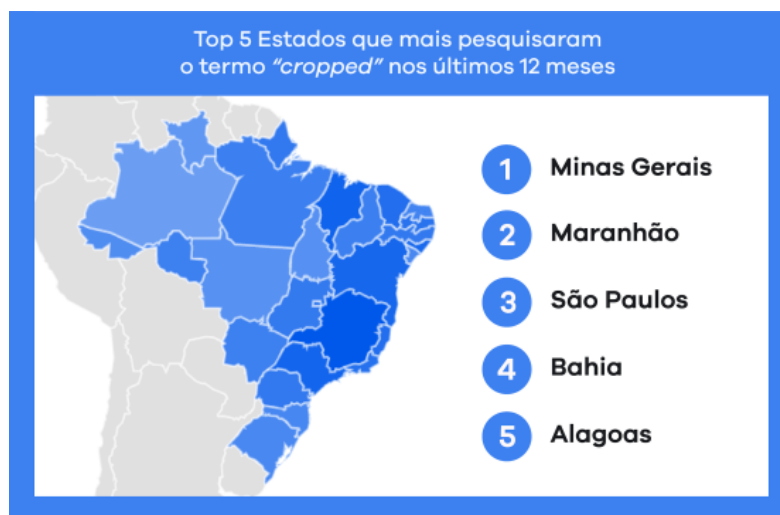 Top 5 Estados que mais pesquisaram
o termo “cropped” nos últimos 12 meses
1 Minas Gerais
2 Maranhão
3 São Paulos
4 Bahia
5 Alagoas